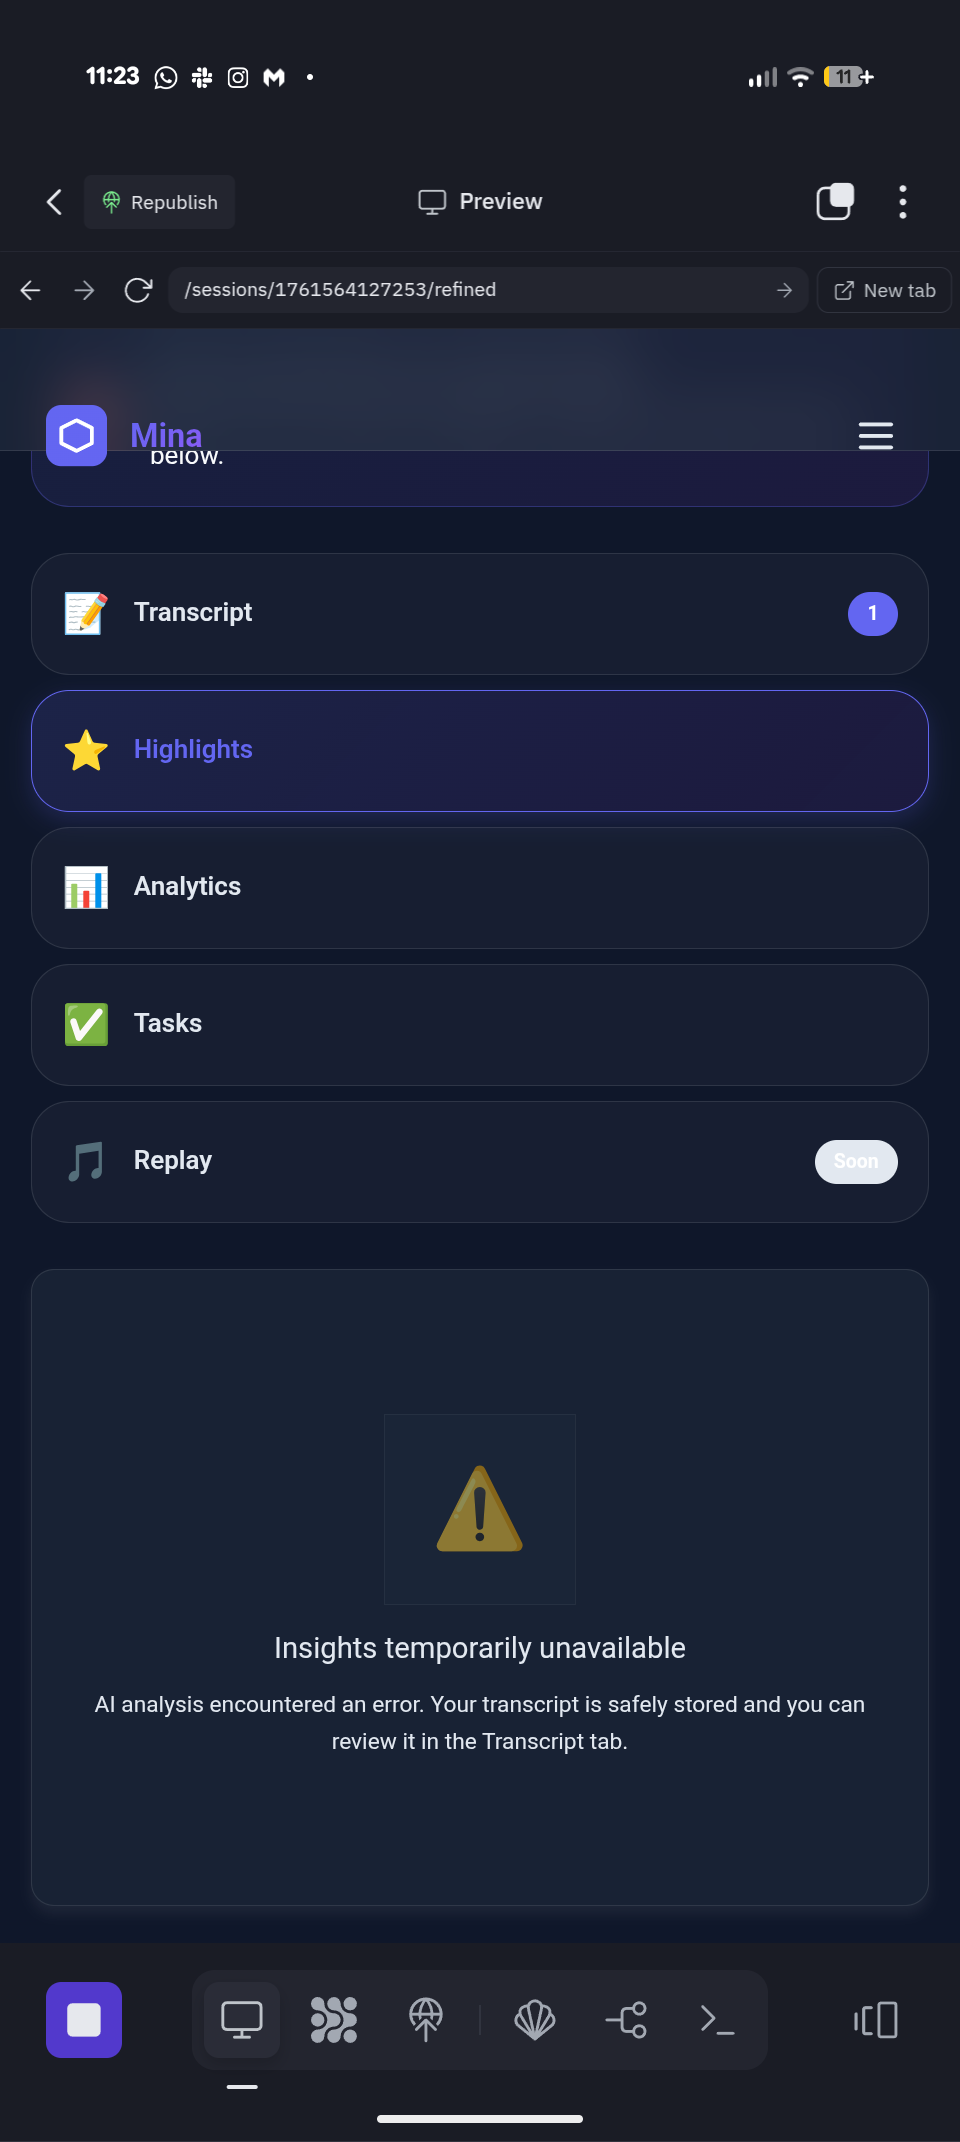 11:23
11+
Republish
Preview
/sessions/1761564127253/refined
New tab
Mina
below.
Transcript
1
Highlights
Analytics
Tasks
Replay
Soon
Insights temporarily unavailable
AI analysis encountered an error. Your transcript is safely stored and you can
review it in the Transcript tab.